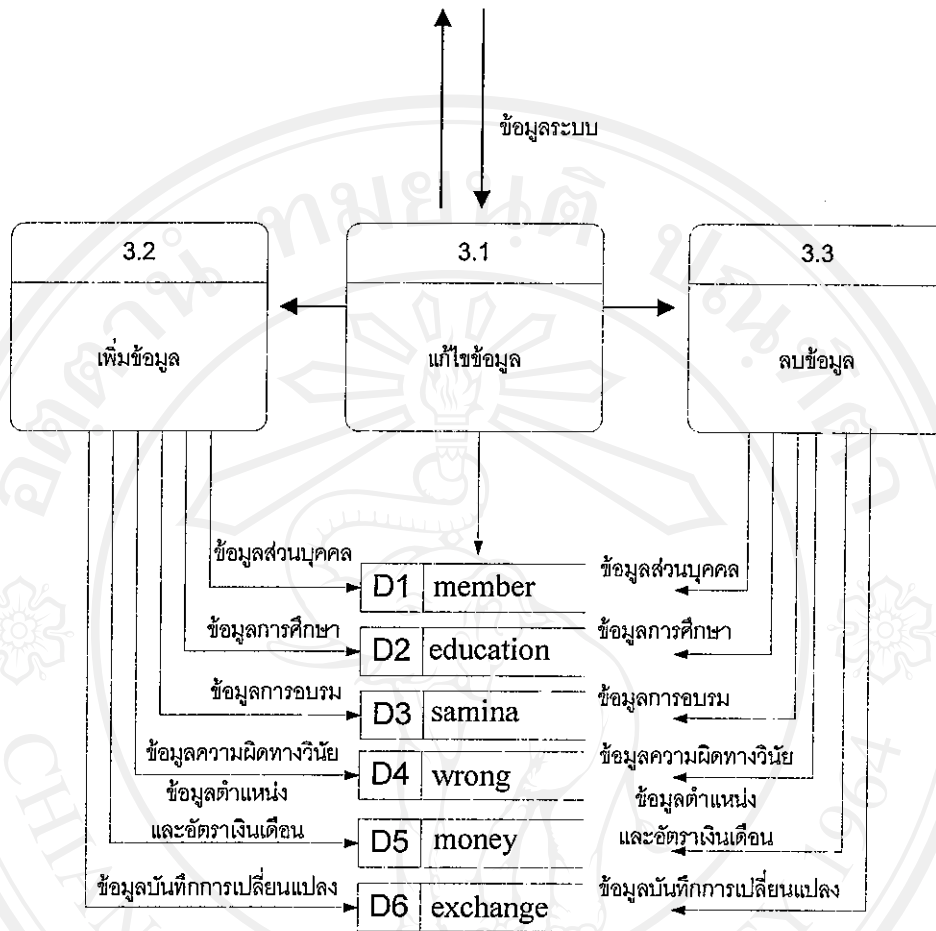 ข้อมูลระบบ
3.2
3.1
3.3
เพิ่มข้อมูล
แก้ไขข้อมูล
ลบข้อมูล
ข้อมูลส่วนบุคคล
D1 member
ข้อมูลส่วนบุคคล
ข้อมูลการศึกษา
D2 education
ข้อมูลการศึกษา
ข้อมูลการอบรม
D3 samina
ข้อมูลการอบรม
ข้อมูลความผิดทางวินัย
D4 wrong
ข้อมูลความผิดทางวินัย
ข้อมูลตำแหน่ง
และอัตราเงินเดือน
D5 money
ข้อมูลตำแหน่ง
และอัตราเงินเดือน
ข้อมูลบันทึกการเปลี่ยนแปลง
D6 exchange
ข้อมูลบันทึกการเปลี่ยนแปลง